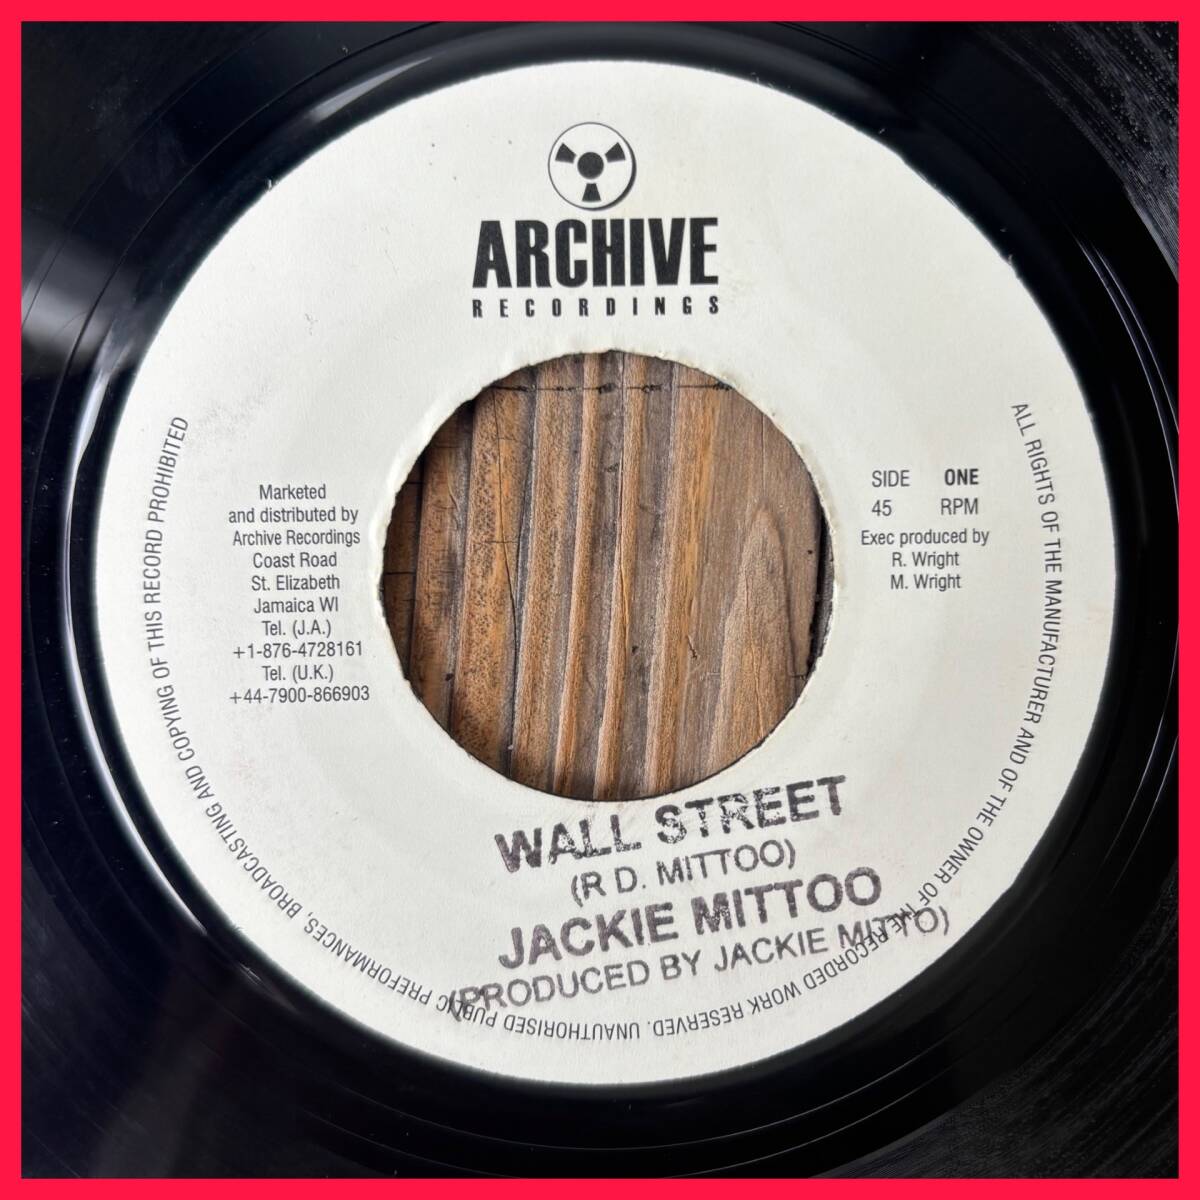 ARCHIVE
RECORDINGS
Marketed
and distributed by
Archive Recordings
Coast Road
St. Elizabeth
Jamaica WI
Tel. (J.A.)
+1-876-4728161
Tel. (U.K.)
+44-7900-866903
SIDE ONE
45 RPM
Exec produced by
R. Wright
M. Wright
WALL STREET
(R D. MITTOO)
JACKIE MITTOO
(PRODUCED BY JACKIE MITTO)
ALL RIGHTS OF THE MANUFACTURER AND OF THE OWNER OF THE RECORDED WORK RESERVED. UNAUTHORISED PUBLIC PREFORMANCES, BROADCASTING AND COPYING OF THIS RECORD PROHIBITED